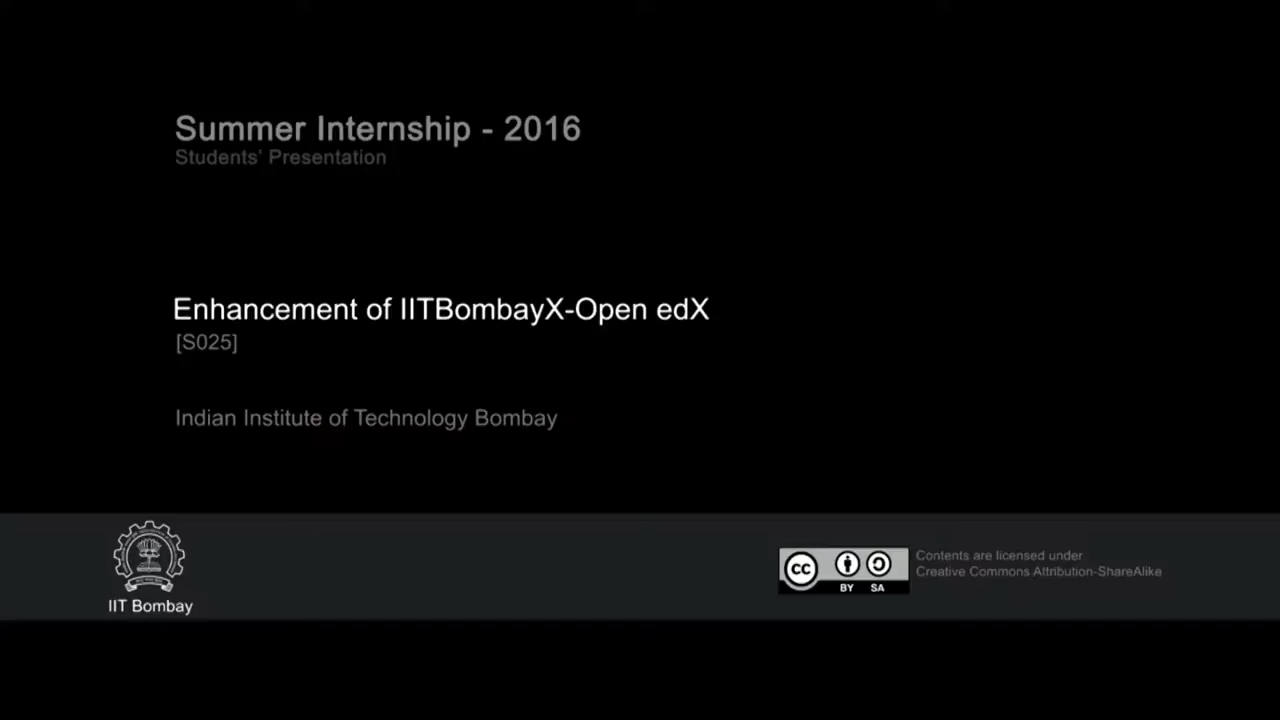 Summer Internship - 2016
Students' Presentation
Enhancement of IITBombayX-Open edX
[S025]
Indian Institute of Technology Bombay
IIT Bombay
cc
BY SA
Contents are licensed under
Creative Commons Attribution-ShareAlike